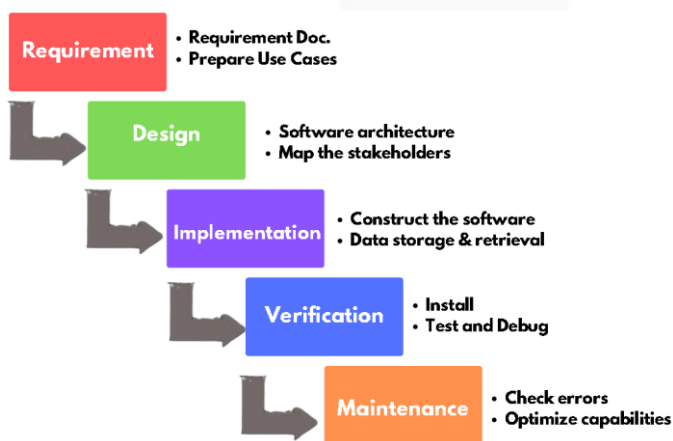 Requirement
• Requirement Doc.
• Prepare Use Cases
Design
• Software architecture
• Map the stakeholders
Implementation
• Construct the software
• Data storage & retrieval
Verification
• Install
• Test and Debug
Maintenance
• Check errors
• Optimize capabilities